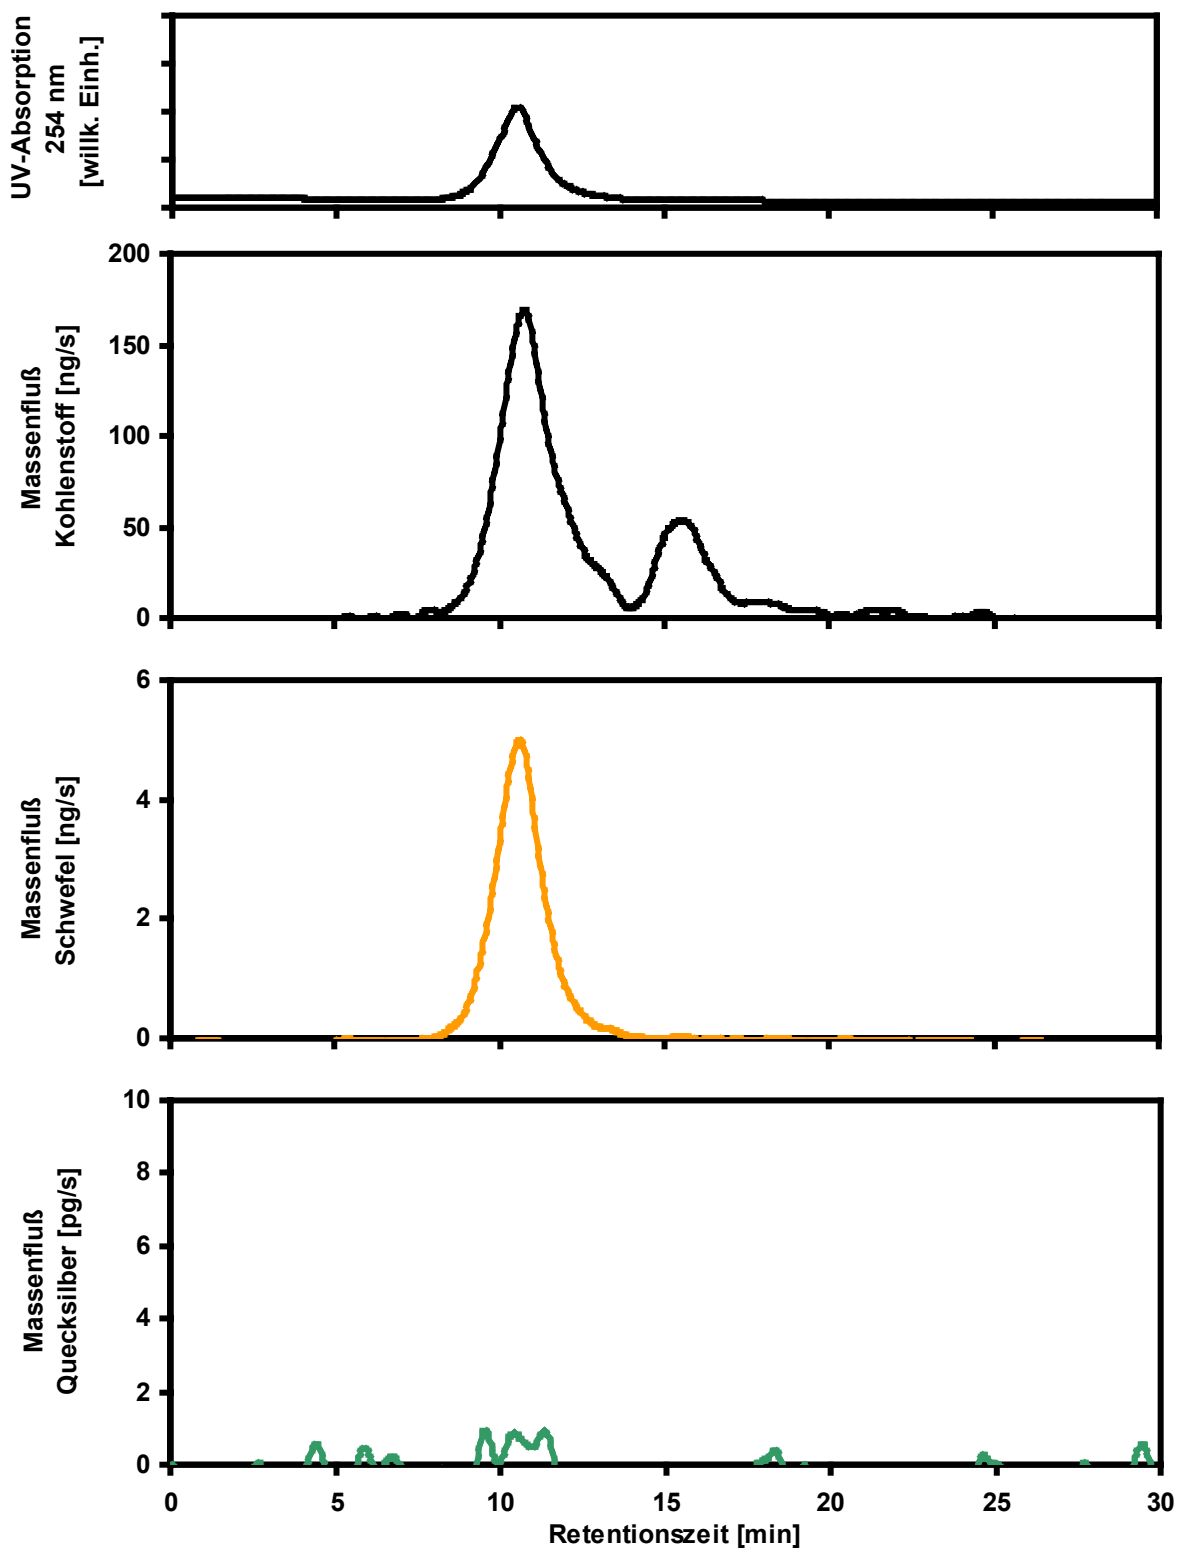 UV-Absorption
254 nm
[willk. Einh.]
Massenfluß
Kohlenstoff [ng/s]
200
150
100
50
0
Massenfluß
Schwefel [ng/s]
6
4
2
0
Massenfluß
Quecksilber [pg/s]
10
8
6
4
2
0
0 5 10 15 20 25 30
Retentionszeit [min]